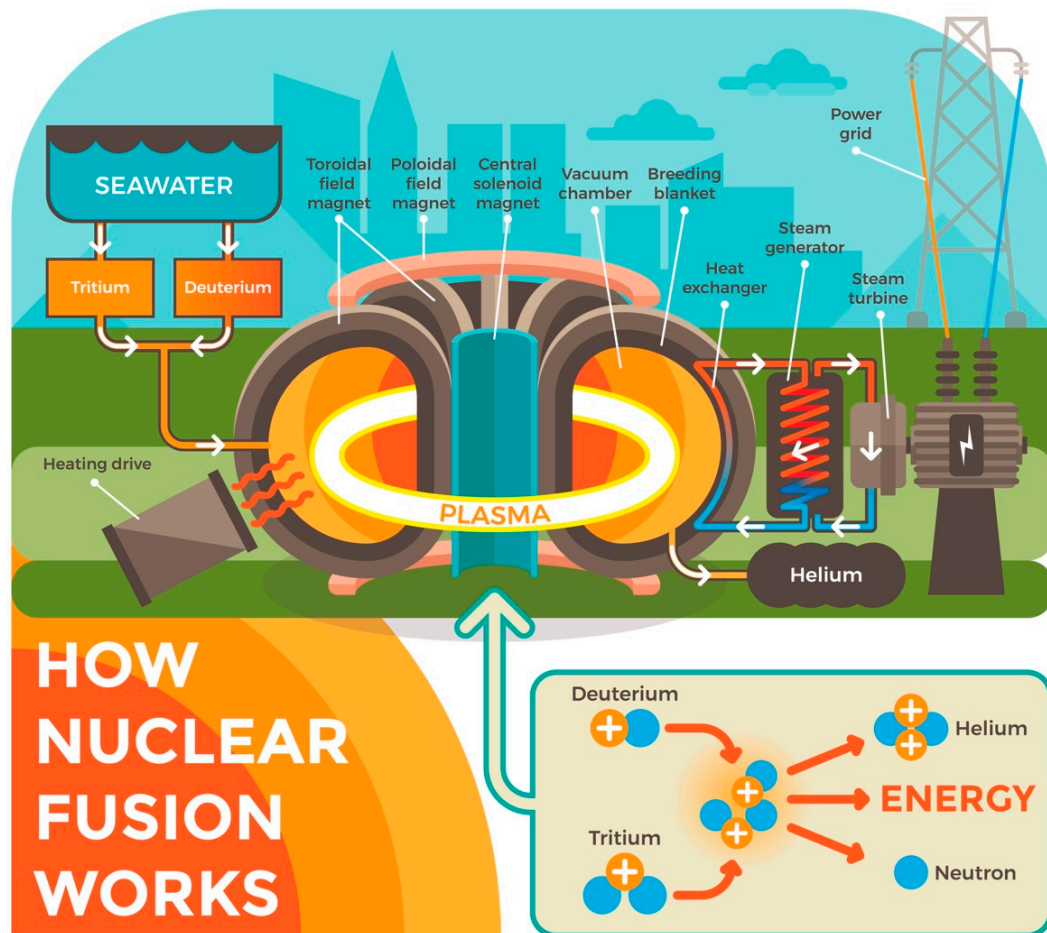 SEAWATER
Tritium
Deuterium
Toroidal
field
magnet
Poloidal
field
magnet
Central
solenoid
magnet
Vacuum
chamber
Breeding
blanket
Heat
exchanger
Steam
generator
Steam
turbine
Power
grid
Heating drive
PLASMA
Helium
HOW
NUCLEAR
FUSION
WORKS
Deuterium
Tritium
Helium
ENERGY
Neutron